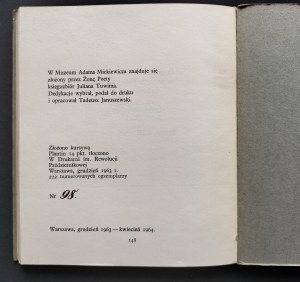 W Muzeum Adama Mickiewicza znajduje się
złożony przez Żonę Poety
księgozbiór Juliana Tuwima.
Dedykacje wybrał, podał do druku
i opracował Tadeusz Januszewski.
Złożono kursywą
Plantin 14 pkt. tłoczono
W Drukarni im. Rewolucji
Październikowej
Warszawa, grudzień 1963 r.
212 numerowanych egzemplarzy
Nr 98.
Warszawa, grudzień 1963 — kwiecień 1964.
148